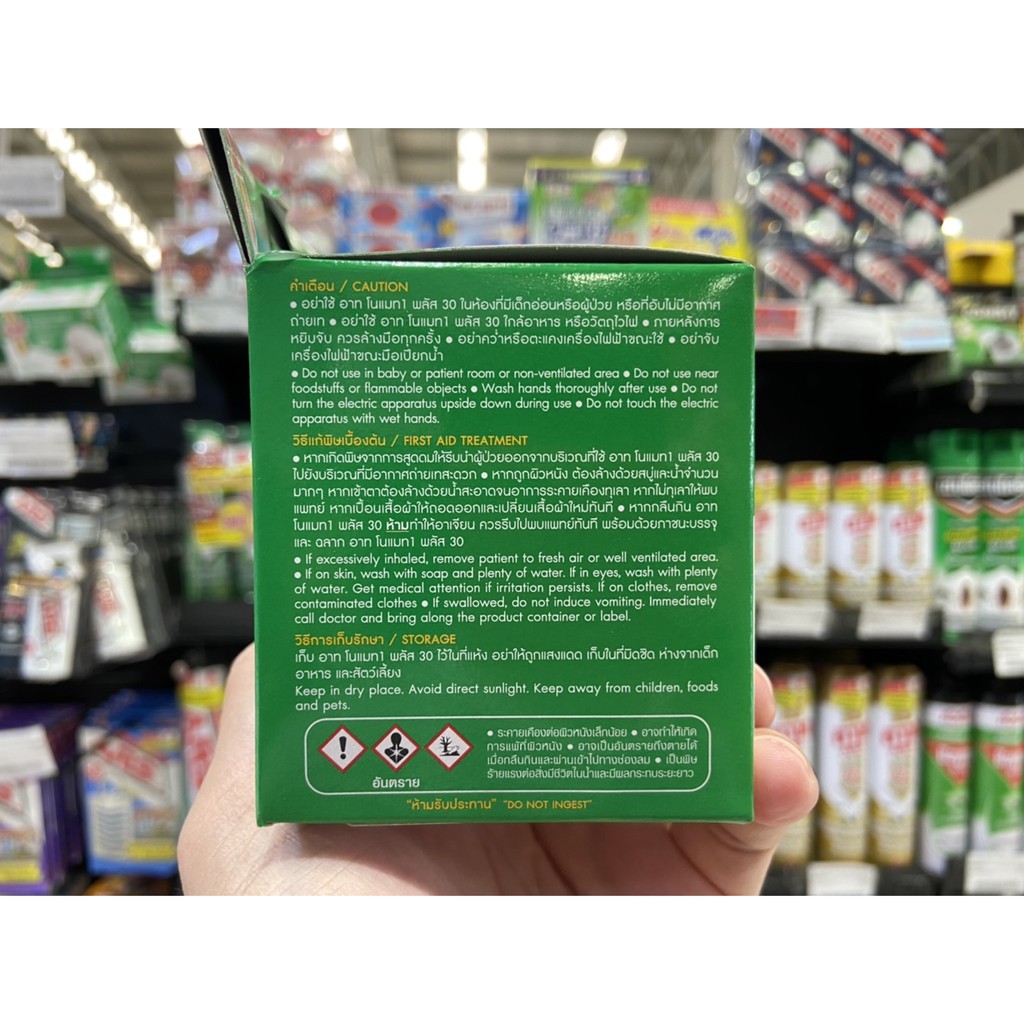 คำเตือน / CAUTION
• อย่าใช้ อาท โนแมท1 พลัส 30 ในห้องที่มีเด็กอ่อนหรือผู้ป่วย หรือที่อับไม่มีอากาศ
ถ่ายเท • อย่าใช้ อาท โนแมท1 พลัส 30 ใกล้อาหาร หรือวัตถุไวไฟ • ภายหลังการ
หยิบจับ ควรล้างมือทุกครั้ง • อย่าคว่ำหรือตะแคงเครื่องไฟฟ้าขณะใช้ • อย่าจับ
เครื่องไฟฟ้าขณะมือเปียกน้ำ
• Do not use in baby or patient room or non-ventilated area • Do not use near
foodstuffs or flammable objects • Wash hands thoroughly after use • Do not
turn the electric apparatus upside down during use • Do not touch the electric
apparatus with wet hands.
วิธีแก้พิษเบื้องต้น / FIRST AID TREATMENT
• หากเกิดพิษจากการสูดดมให้รีบนำผู้ป่วยออกจากบริเวณที่ใช้ อาท โนแมท1 พลัส 30
ไปยังบริเวณที่มีอากาศถ่ายเทสะดวก • หากถูกผิวหนัง ต้องล้างด้วยสบู่และน้ำจำนวน
มากๆ หากเข้าตาต้องล้างด้วยน้ำสะอาดจนอาการระคายเคืองทุเลา หากไม่ทุเลาให้พบ
แพทย์ หากเปื้อนเสื้อผ้าให้ถอดออกและเปลี่ยนเสื้อผ้าใหม่ทันที • หากกลืนกิน อาท
โนแมท1 พลัส 30 ห้ามทำให้อาเจียน ควรรีบไปพบแพทย์ทันที พร้อมด้วยภาชนะบรรจุ
และ ฉลาก อาท โนแมท1 พลัส 30
• If excessively inhaled, remove patient to fresh air or well ventilated area.
• If on skin, wash with soap and plenty of water. If in eyes, wash with plenty
of water. Get medical attention if irritation persists. If on clothes, remove
contaminated clothes • If swallowed, do not induce vomiting. Immediately
call doctor and bring along the product container or label.
วิธีการเก็บรักษา / STORAGE
เก็บ อาท โนแมท1 พลัส 30 ไว้ในที่แห้ง อย่าให้ถูกแสงแดด เก็บในที่มิดชิด ห่างจากเด็ก
อาหาร และสัตว์เลี้ยง
Keep in dry place. Avoid direct sunlight. Keep away from children, foods
and pets.
• ระคายเคืองต่อผิวหนังเล็กน้อย • อาจทำให้เกิด
การแพ้ที่ผิวหนัง • อาจเป็นอันตรายถึงตายได้
เมื่อกลืนกินและผ่านเข้าไปทางช่องลม • เป็นพิษ
ร้ายแรงต่อสิ่งมีชีวิตในน้ำและมีผลกระทบระยะยาว
อันตราย
"ห้ามรับประทาน" "DO NOT INGEST"